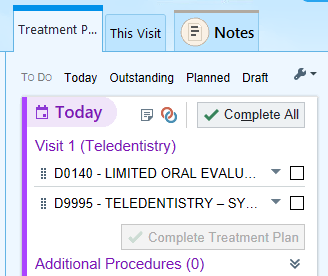 Treatment P...
This Visit
Notes
TO DO Today Outstanding Planned Draft
Today
Complete All
Visit 1 (Teledentistry)
D0140 - LIMITED ORAL EVALU...
D9995 - TELEDENTISTRY – SY...
Complete Treatment Plan
Additional Procedures (0)